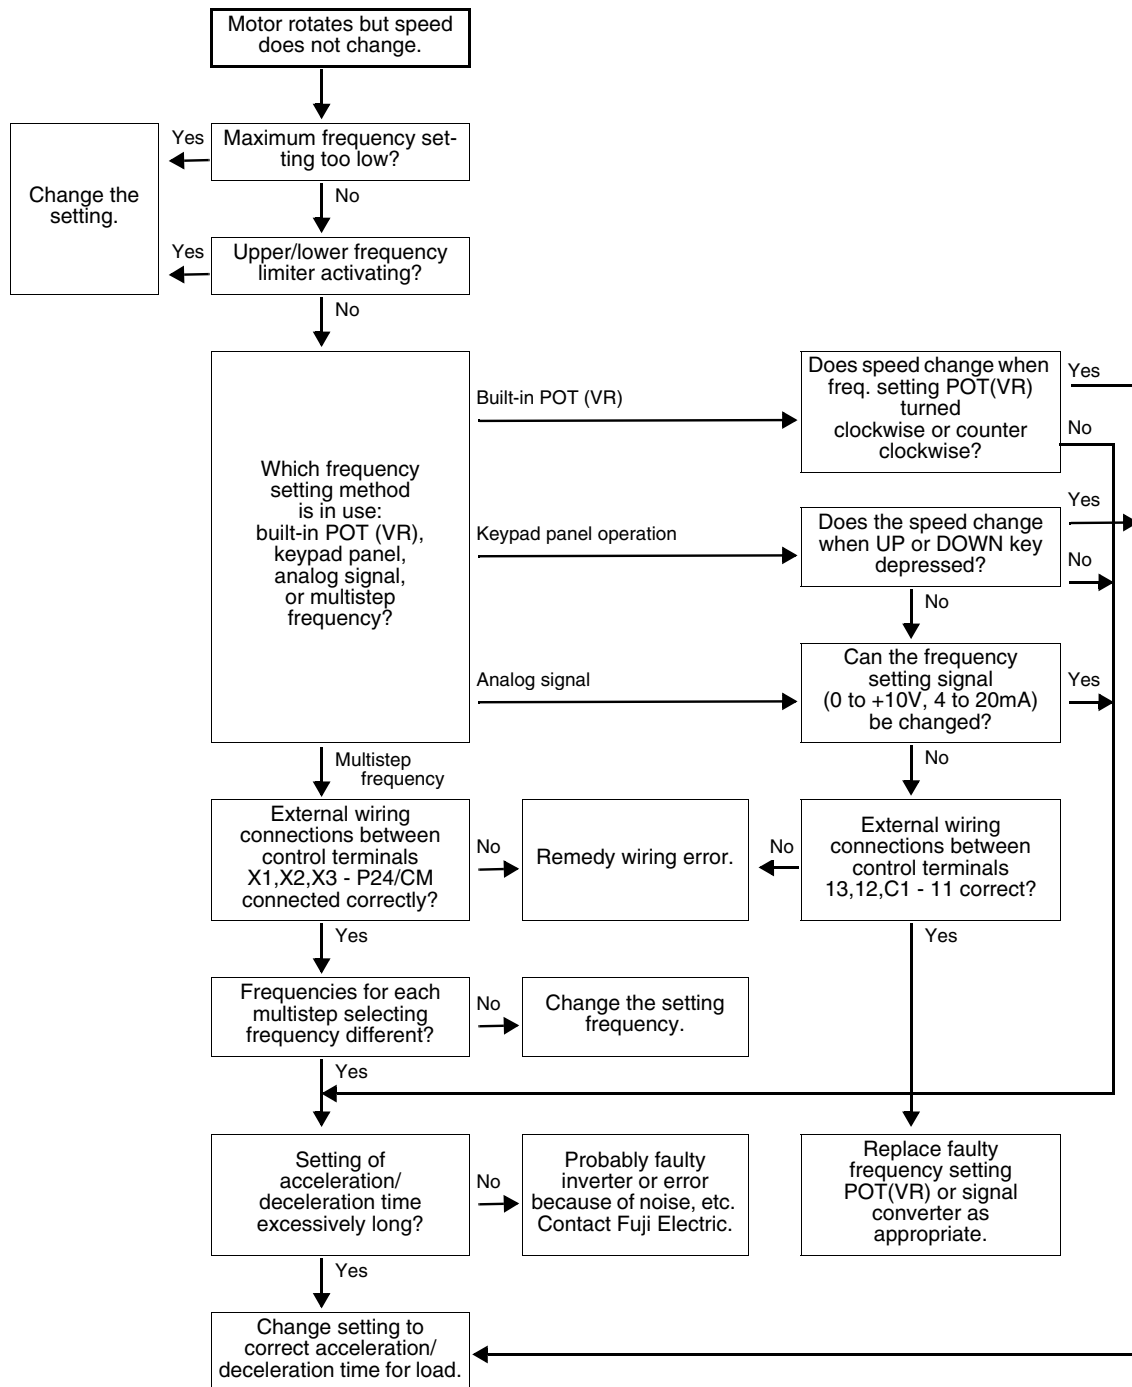 Motor rotates but speed
does not change.
Yes
Maximum frequency set-
ting too low?
Change the
setting.
No
Yes
Upper/lower frequency
limiter activating?
No
Which frequency
setting method
is in use:
built-in POT (VR),
keypad panel,
analog signal,
or multistep
frequency?
Built-in POT (VR)
Does speed change when
freq. setting POT(VR)
turned
clockwise or counter
clockwise?
Yes
No
Keypad panel operation
Does the speed change
when UP or DOWN key
depressed?
Yes
No
No
Analog signal
Can the frequency
setting signal
(0 to +10V, 4 to 20mA)
be changed?
Yes
Multistep
frequency
No
External wiring
connections between
control terminals
X1,X2,X3 - P24/CM
connected correctly?
No
Remedy wiring error.
No
External wiring
connections between
control terminals
13,12,C1 - 11 correct?
Yes
Yes
Frequencies for each
multistep selecting
frequency different?
No
Change the setting
frequency.
Yes
Setting of
acceleration/
deceleration time
excessively long?
No
Probably faulty
inverter or error
because of noise, etc.
Contact Fuji Electric.
Replace faulty
frequency setting
POT(VR) or signal
converter as
appropriate.
Yes
Change setting to
correct acceleration/
deceleration time for load.